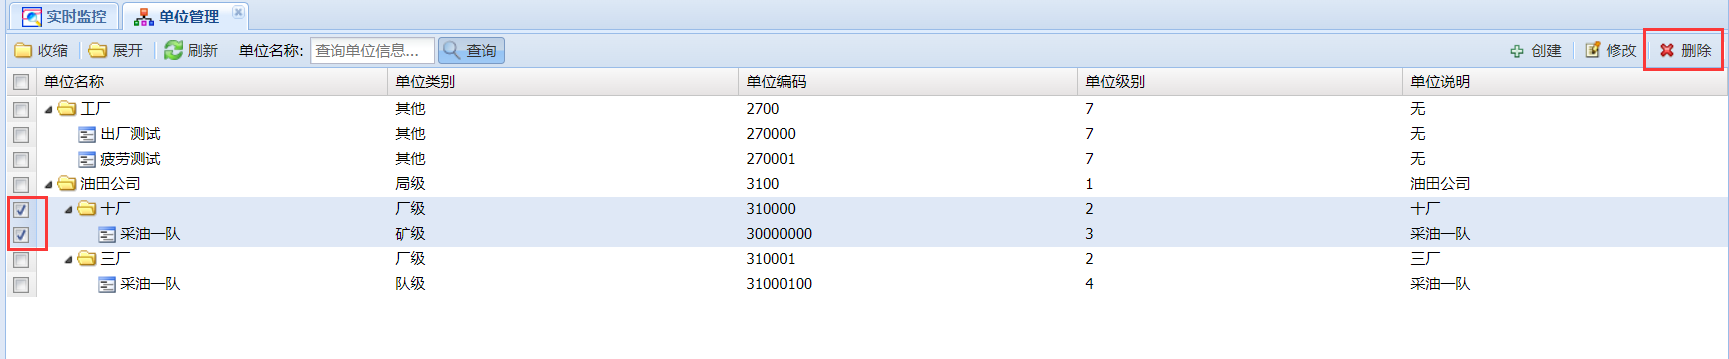 实时监控 单位管理
收缩 展开 刷新 单位名称: 查询单位信息... 查询 创建 修改 删除
单位名称 单位类别 单位编码 单位级别 单位说明
工厂 其他 2700 7 无
出厂测试 其他 270000 7 无
疲劳测试 其他 270001 7 无
油田公司 局级 3100 1 油田公司
十厂 厂级 310000 2 十厂
采油一队 矿级 30000000 3 采油一队
三厂 厂级 310001 2 三厂
采油一队 队级 31000100 4 采油一队